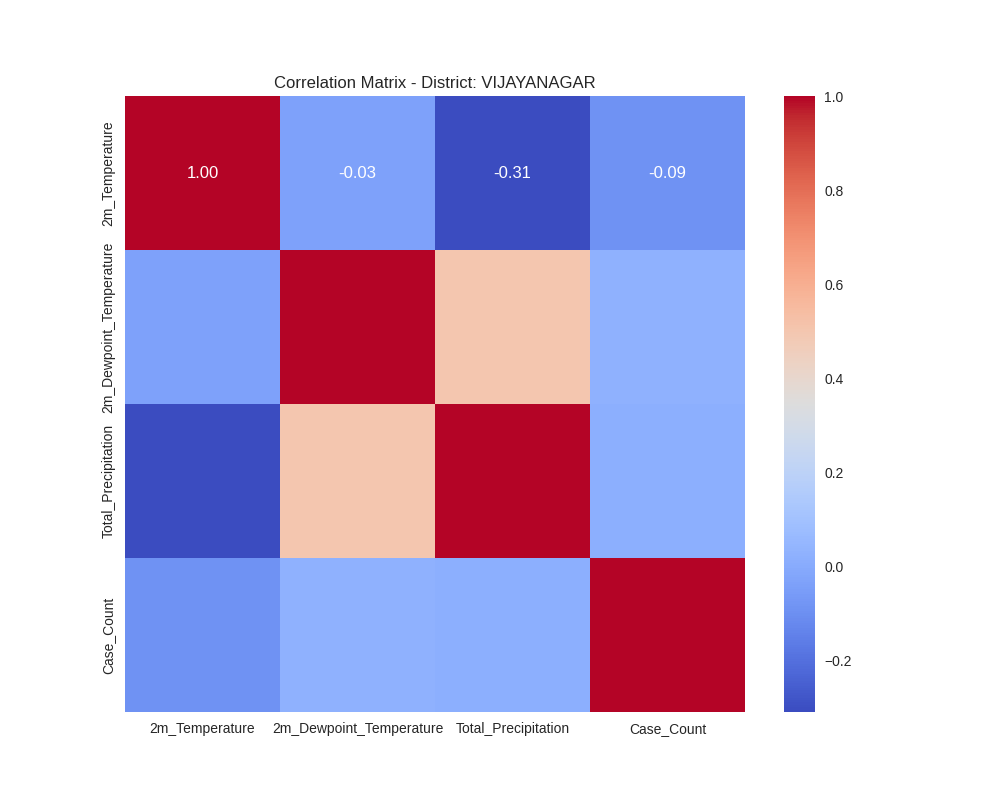 Correlation Matrix - District: VIJAYANAGAR
2m_Temperature
1.00
-0.03
-0.31
-0.09
2m_Dewpoint_Temperature
Total_Precipitation
Case_Count
2m_Temperature
2m_Dewpoint_Temperature
Total_Precipitation
Case_Count
1.0
0.8
0.6
0.4
0.2
0.0
−0.2